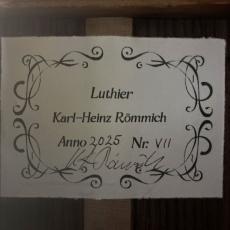 Luthier
Karl-Heinz Römmich
Anno 2025 Nr. VII